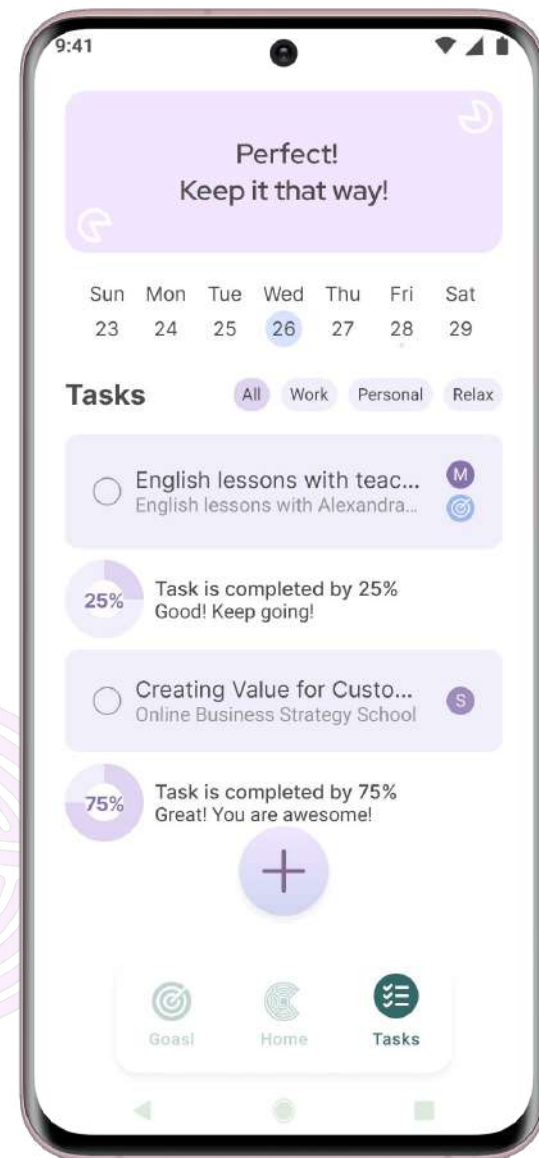 9:41
Perfect!
Keep it that way!
Sun Mon Tue Wed Thu Fri Sat
23 24 25 26 27 28 29
Tasks All Work Personal Relax
English lessons with teac... M
English lessons with Alexandra...
25% Task is completed by 25%
Good! Keep going!
Creating Value for Custo... S
Online Business Strategy School
75% Task is completed by 75%
Great! You are awesome!
Goasl Home Tasks